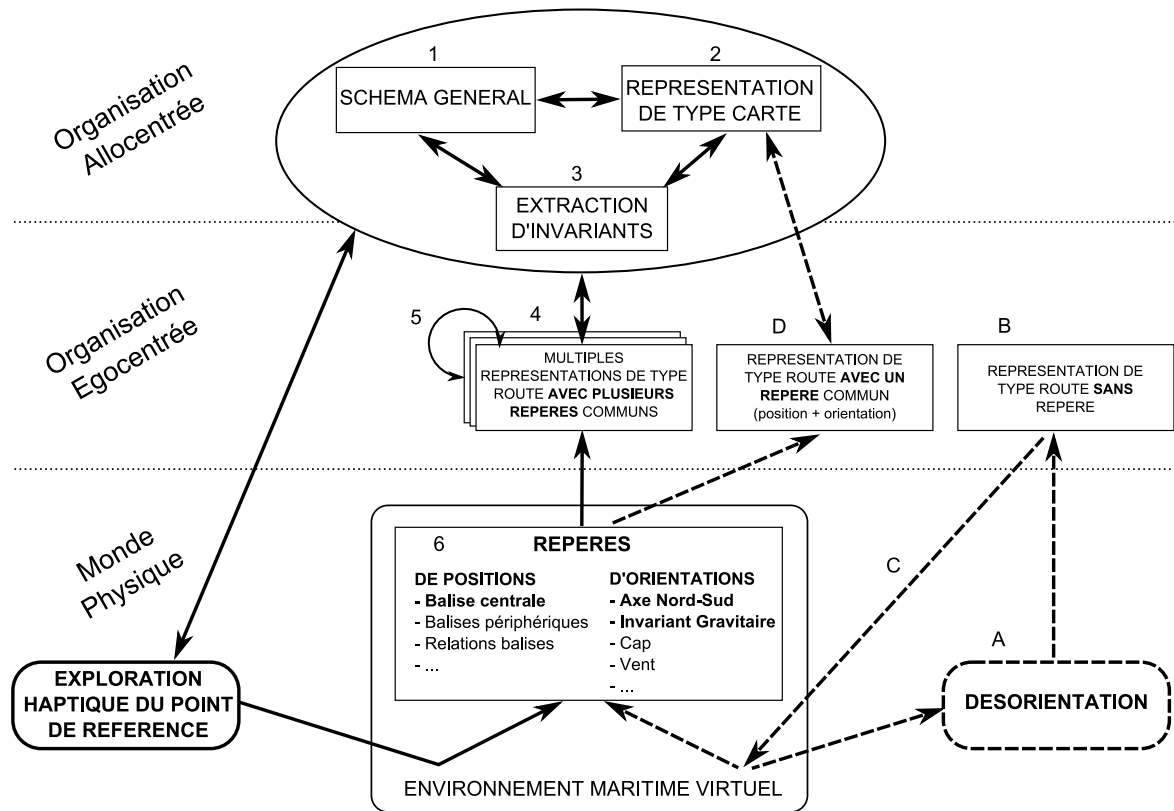 Organisation
Allocentrée
1
SCHEMA GENERAL
2
REPRESENTATION
DE TYPE CARTE
3
EXTRACTION
D'INVARIANTS
Organisation
Egocentrée
5
4
MULTIPLES
REPRESENTATIONS DE TYPE
ROUTE AVEC PLUSIEURS
REPERES COMMUNS
D
REPRESENTATION DE
TYPE ROUTE AVEC UN
REPERE COMMUN
(position + orientation)
B
REPRESENTATION DE
TYPE ROUTE SANS
REPERE
Monde
Physique
6
REPERES
DE POSITIONS
- Balise centrale
- Balises périphériques
- Relations balises
- ...
D'ORIENTATIONS
- Axe Nord-Sud
- Invariant Gravitaire
- Cap
- Vent
- ...
C
A
EXPLORATION
HAPTIQUE DU POINT
DE REFERENCE
DESORIENTATION
ENVIRONNEMENT MARITIME VIRTUEL